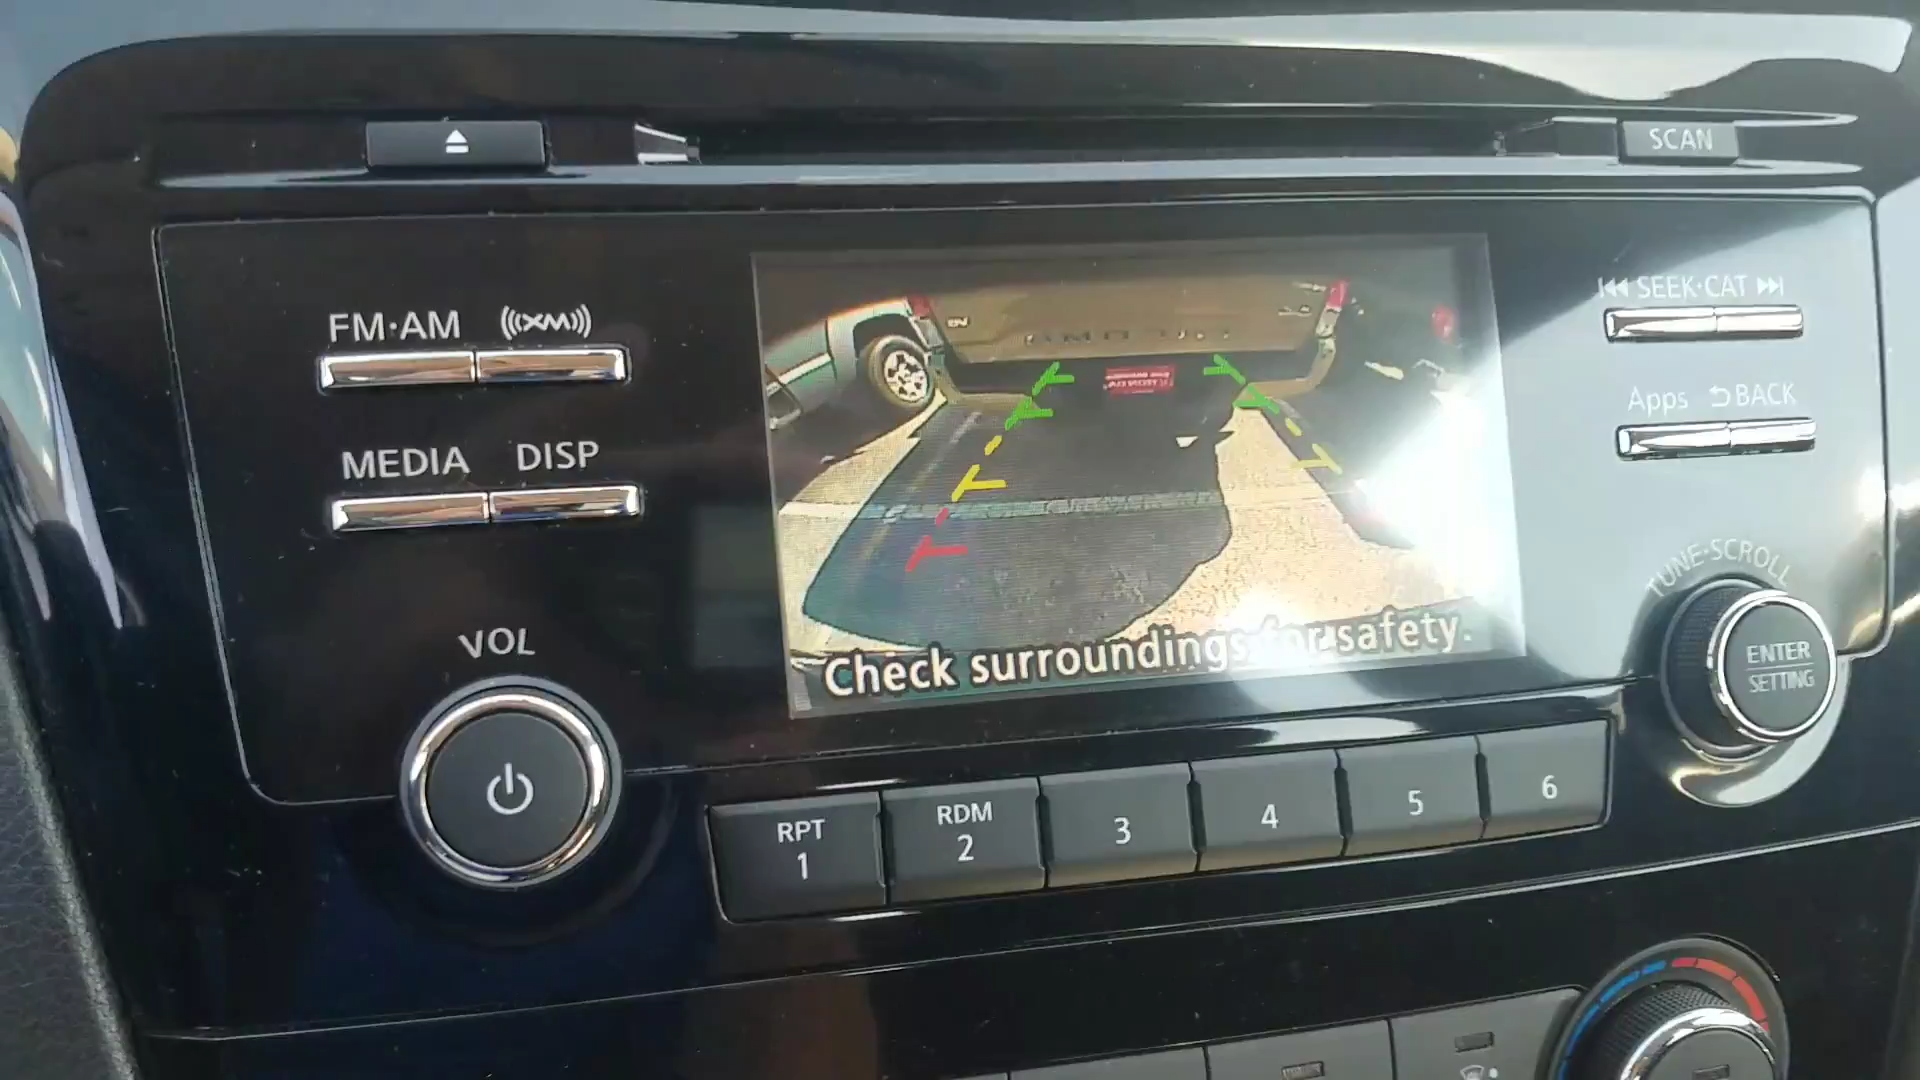 SCAN
FM·AM
XM
SEEK·CAT
MEDIA
DISP
Apps
BACK
TUNE·SCROLL
Check surroundings for safety.
VOL
ENTER
SETTING
RPT
1
RDM
2
3
4
5
6